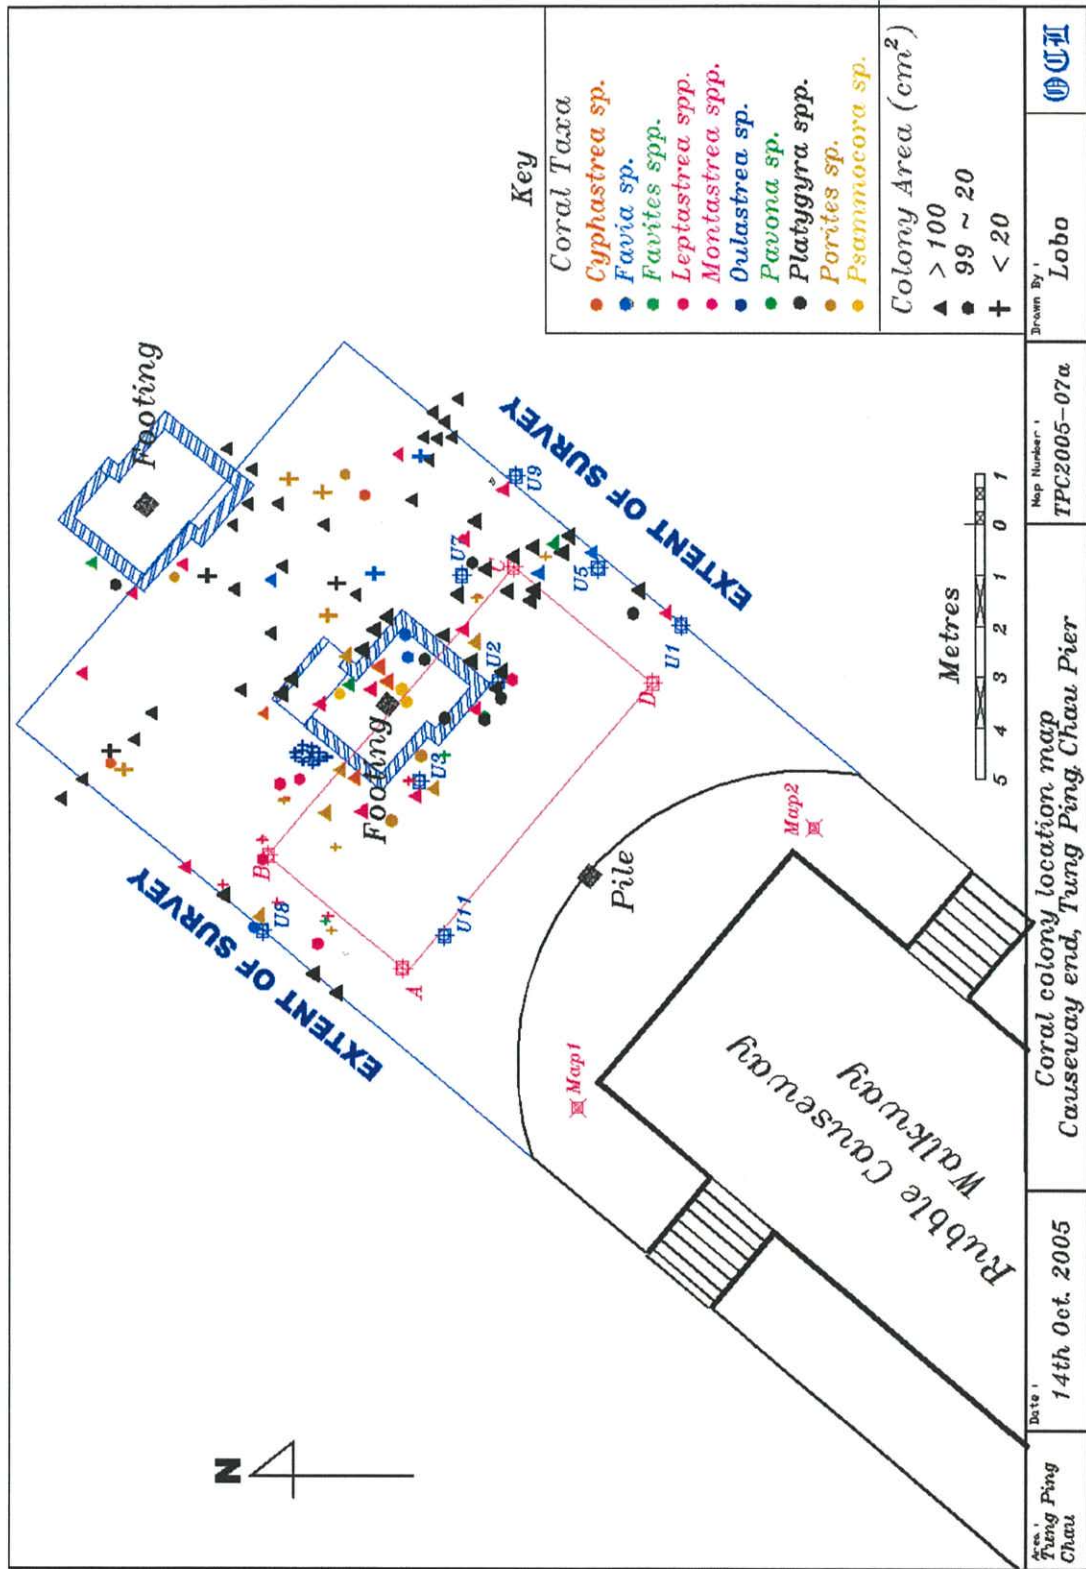 N
EXTENT OF SURVEY
EXTENT OF SURVEY
Footing
Footing
B
U8
U3
U2
U7
C
U9
U5
U1
D
U11
A
Map1
Map2
Pile
Rubble Causeway
Walkway
Metres
5 4 3 2 1 0 1
Key
Coral Taxa
Cyphastrea sp.
Favia sp.
Favites spp.
Leptastrea spp.
Montastrea spp.
Oulastrea sp.
Pavona sp.
Platygyra spp.
Porites sp.
Psammocora sp.
Colony Area (cm²)
> 100
99 ~ 20
< 20
Area :
Tung Ping
Chau
Date :
14th Oct. 2005
Coral colony location map
Causeway end, Tung Ping Chau Pier
Map Number :
TPC2005-07a
Drawn By :
Lobo
OCL